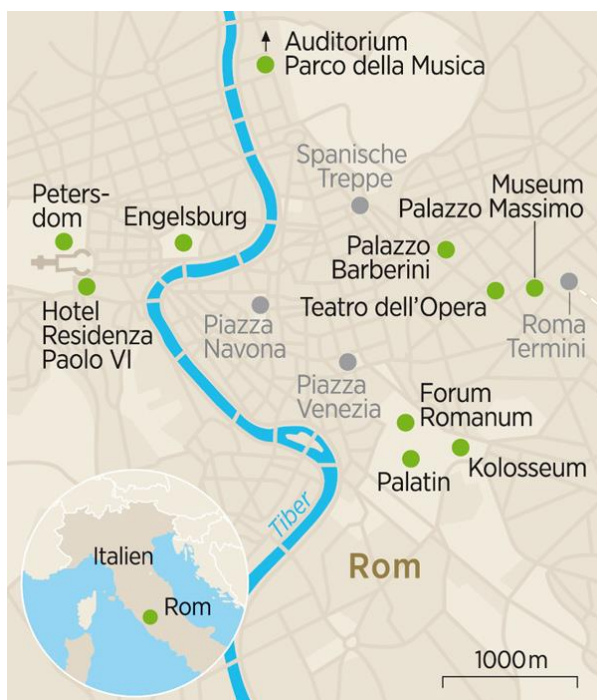 Auditorium
Parco della Musica
Spanische
Treppe
Museum
Palazzo Massimo
Peters-
dom
Engelsburg
Palazzo
Barberini
Teatro dell'Opera
Hotel
Residenza
Paolo VI
Piazza
Navona
Roma
Termini
Piazza
Venezia
Forum
Romanum
Kolosseum
Palatin
Tiber
Rom
Italien
Rom
1000 m